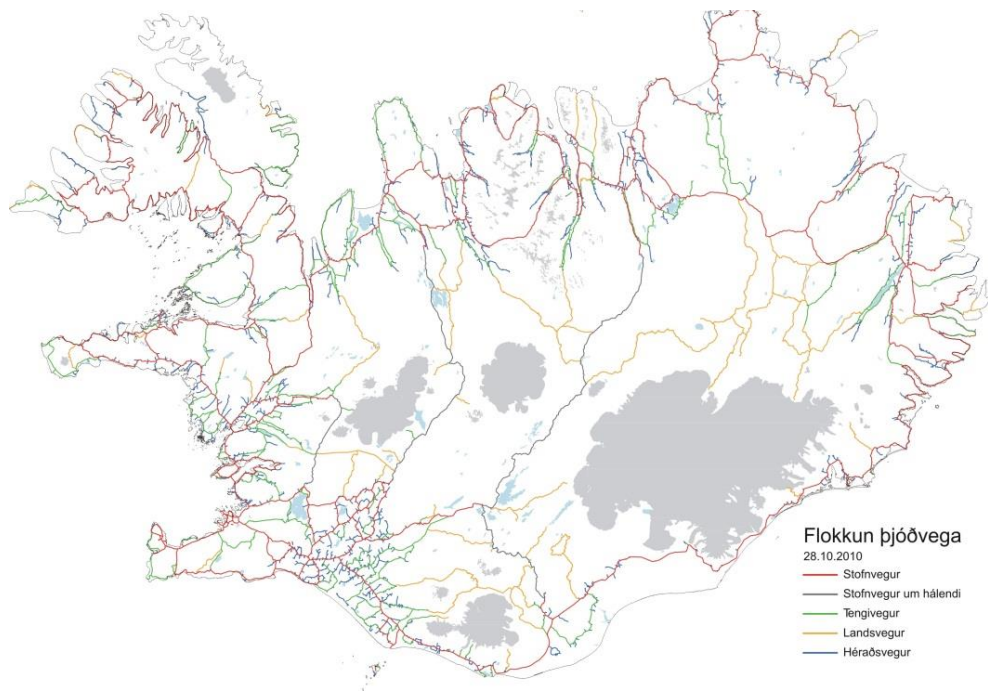 Flokkun þjóðvega
28.10.2010
Stofnvegur
Stofnvegur um hálendi
Tengivegur
Landsvegur
Héraðsvegur